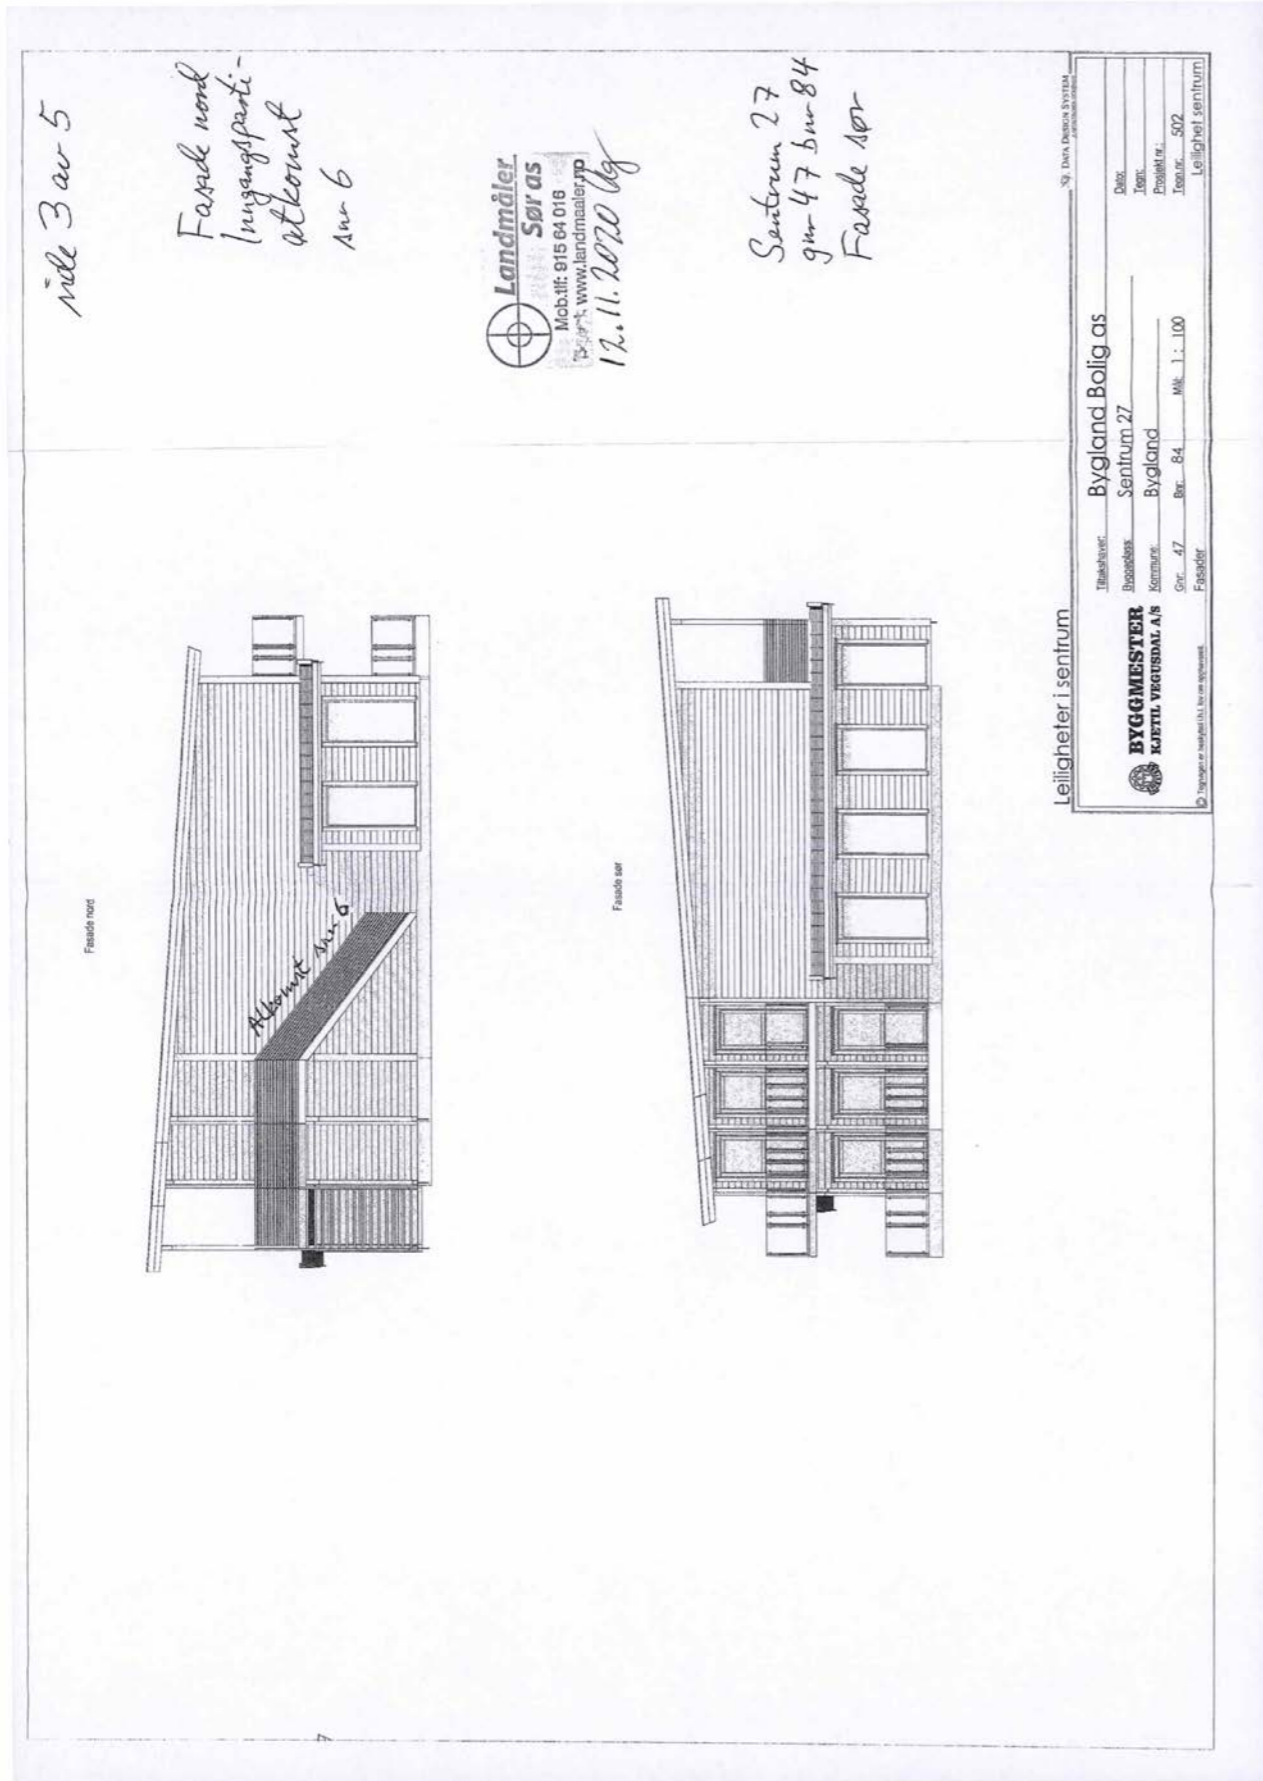 side 3 av 5
Fasade nord
Inngangsparti-
atkomst
snr 6
Landmåler
Sør as
Mob.tlf: 915 64 016
www.landmaaler.no
12.11.2020
Sentrum 27
gnr 47 bnr 84
Fasade sør
Fasade nord
Atkomst snr 6
Fasade sør
Leiligheter i sentrum
DATA DESIGN SYSTEM
BYGGMESTER
KJETIL VEGUSDAL A/S
Tiltakshaver: Bygland Bolig as
Byggeplass: Sentrum 27
Kommune: Bygland
Gnr: 47 Bnr: 84 Mål: 1 : 100
Fasader
Dato:
Tegn:
Prosjekt nr.:
Tegn.nr: 502
Leilighet sentrum